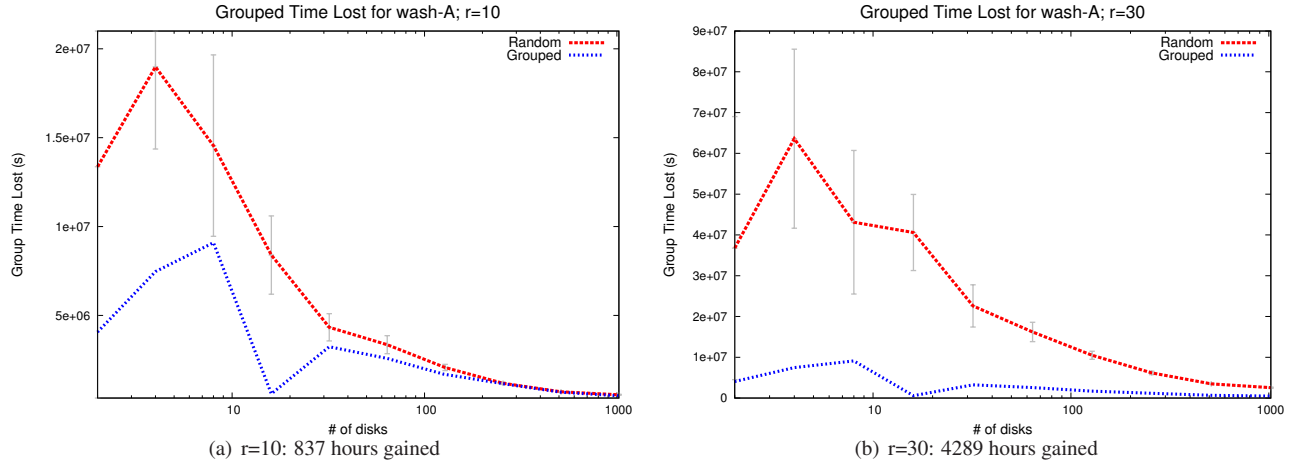 Grouped Time Lost for wash-A; r=10
2e+07
1.5e+07
1e+07
5e+06
Group Time Lost (s)
Random
Grouped
10
100
1000
# of disks
(a) r=10: 837 hours gained
Grouped Time Lost for wash-A; r=30
9e+07
8e+07
7e+07
6e+07
5e+07
4e+07
3e+07
2e+07
1e+07
0
Group Time Lost (s)
Random
Grouped
10
100
1000
# of disks
(b) r=30: 4289 hours gained